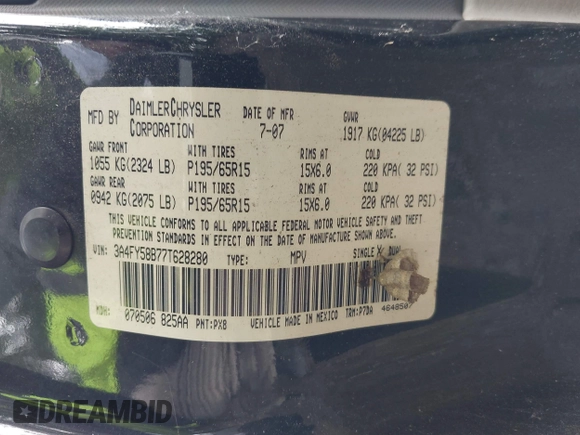 MFD BY DAIMLERCHRYSLER CORPORATION
DATE OF MFR 7-07
GVWR 1917 KG(04225 LB)
GAWR FRONT WITH TIRES RIMS AT COLD
1055 KG(2324 LB) P195/65R15 15X6.0 220 KPA( 32 PSI)
GAWR REAR WITH TIRES RIMS AT COLD
0942 KG(2075 LB) P195/65R15 15X6.0 220 KPA( 32 PSI)
THIS VEHICLE CONFORMS TO ALL APPLICABLE FEDERAL MOTOR VEHICLE SAFETY AND THEFT
PREVENTION STANDARDS IN EFFECT ON THE DATE OF MANUFACTURE SHOWN ABOVE.
VIN: 3A4FY58B77T628280 TYPE: MPV SINGLE X DUAL
070506 825AA PNT:PX8 VEHICLE MADE IN MEXICO TRM:P7DA 4648507
DREAMBID